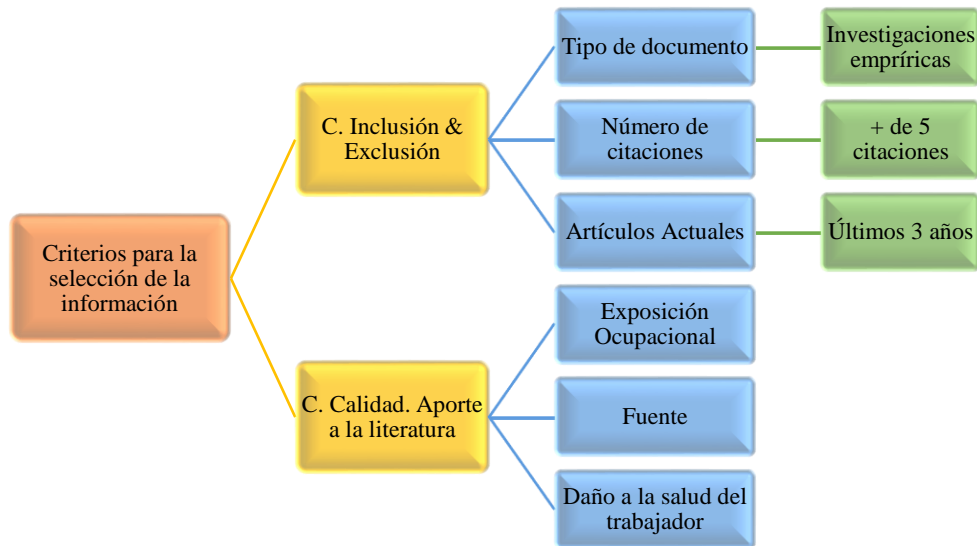 Criterios para la
selección de la
información
C. Inclusión &
Exclusión
Tipo de documento
Investigaciones
empríricas
Número de
citaciones
+ de 5
citaciones
Artículos Actuales
Últimos 3 años
C. Calidad. Aporte
a la literatura
Exposición
Ocupacional
Fuente
Daño a la salud del
trabajador